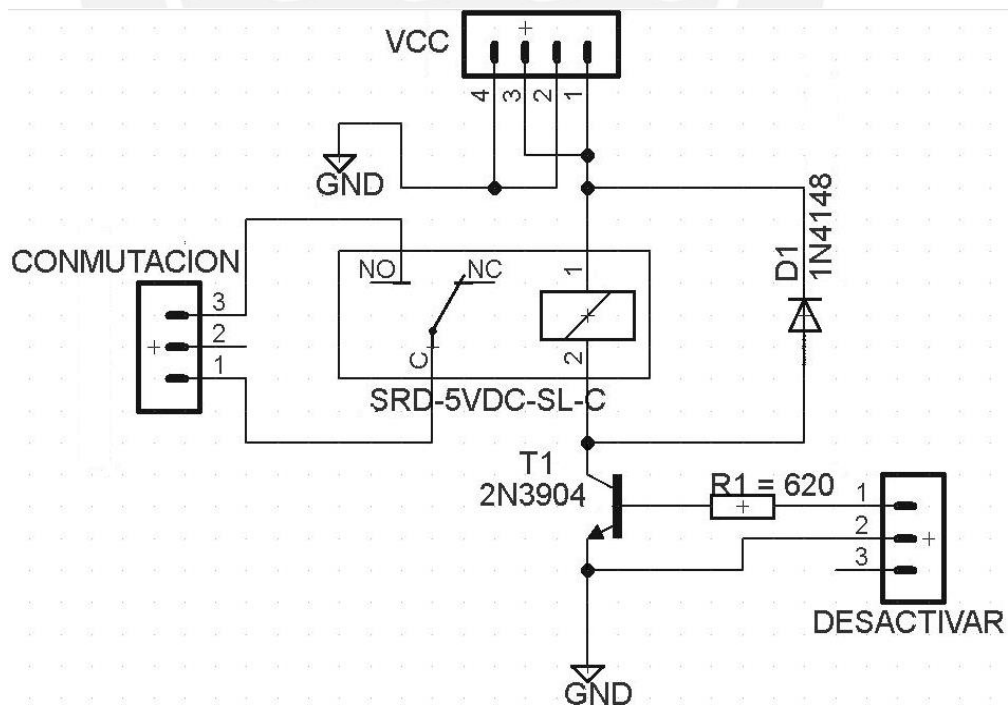 VCC
4
3
2
1
GND
CONMUTACION
3
2
1
NO
NC
C
1
2
SRD-5VDC-SL-C
D1
1N4148
T1
2N3904
R1 = 620
1
2
3
DESACTIVAR
GND